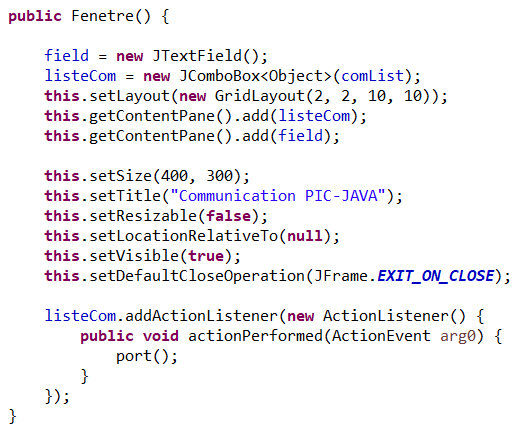 public Fenetre() {
field = new JTextField();
listeCom = new JComboBox<Object>(comList);
this.setLayout(new GridLayout(2, 2, 10, 10));
this.getContentPane().add(listeCom);
this.getContentPane().add(field);
this.setSize(400, 300);
this.setTitle("Communication PIC-JAVA");
this.setResizable(false);
this.setLocationRelativeTo(null);
this.setVisible(true);
this.setDefaultCloseOperation(JFrame.EXIT_ON_CLOSE);
listeCom.addActionListener(new ActionListener() {
public void actionPerformed(ActionEvent arg0) {
port();
}
});
}